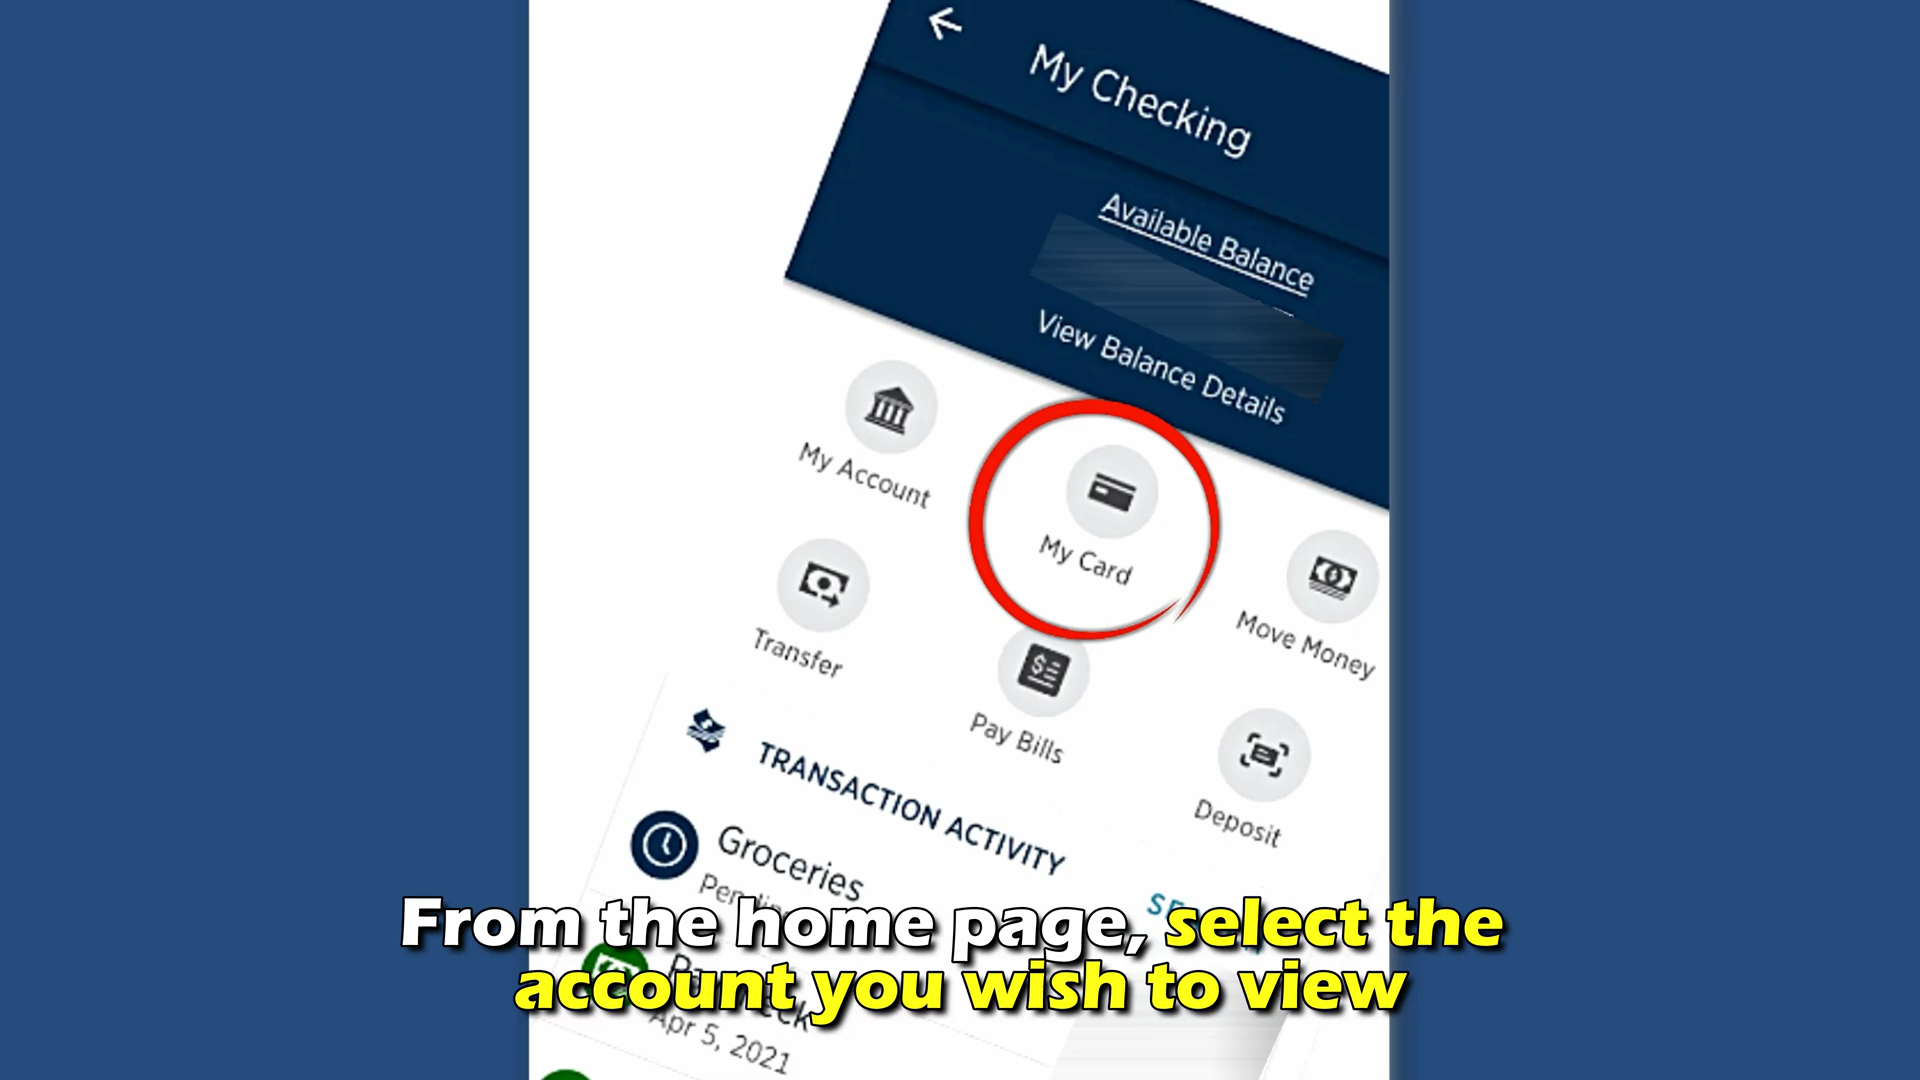 My Checking
Available Balance
View Balance Details
My Account
My Card
Move Money
Transfer
Pay Bills
Deposit
TRANSACTION ACTIVITY
Groceries
From the home page, select the
account you wish to view
Apr 5, 2021